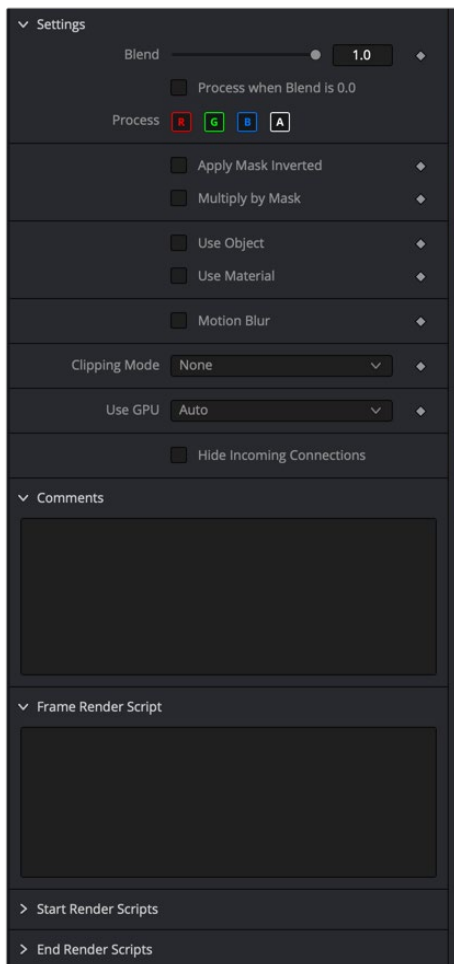 Settings
Blend 1.0
Process when Blend is 0.0
Process R G B A
Apply Mask Inverted
Multiply by Mask
Use Object
Use Material
Motion Blur
Clipping Mode None
Use GPU Auto
Hide Incoming Connections
Comments
Frame Render Script
Start Render Scripts
End Render Scripts